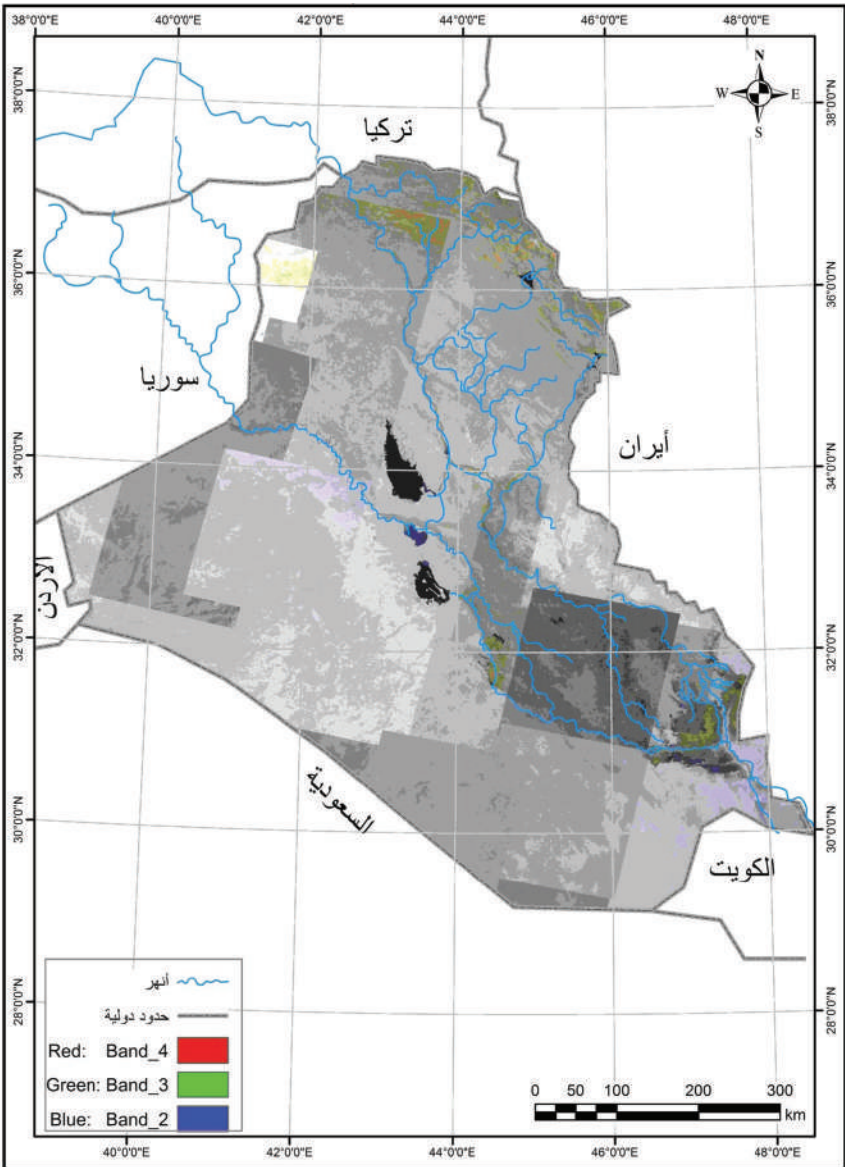 38°0'0"E 40°0'0"E 42°0'0"E 44°0'0"E 46°0'0"E 48°0'0"E
38°0'0"N 38°0'0"N
N
W E
S
تركيا
36°0'0"N 36°0'0"N
سوريا
أيران
34°0'0"N 34°0'0"N
الاردن
32°0'0"N 32°0'0"N
السعودية
30°0'0"N 30°0'0"N
الكويت
28°0'0"N 28°0'0"N
أنهر
حدود دولية
Red: Band_4
Green: Band_3
Blue: Band_2
0 50 100 200 300
km
40°0'0"E 42°0'0"E 44°0'0"E 46°0'0"E 48°0'0"E